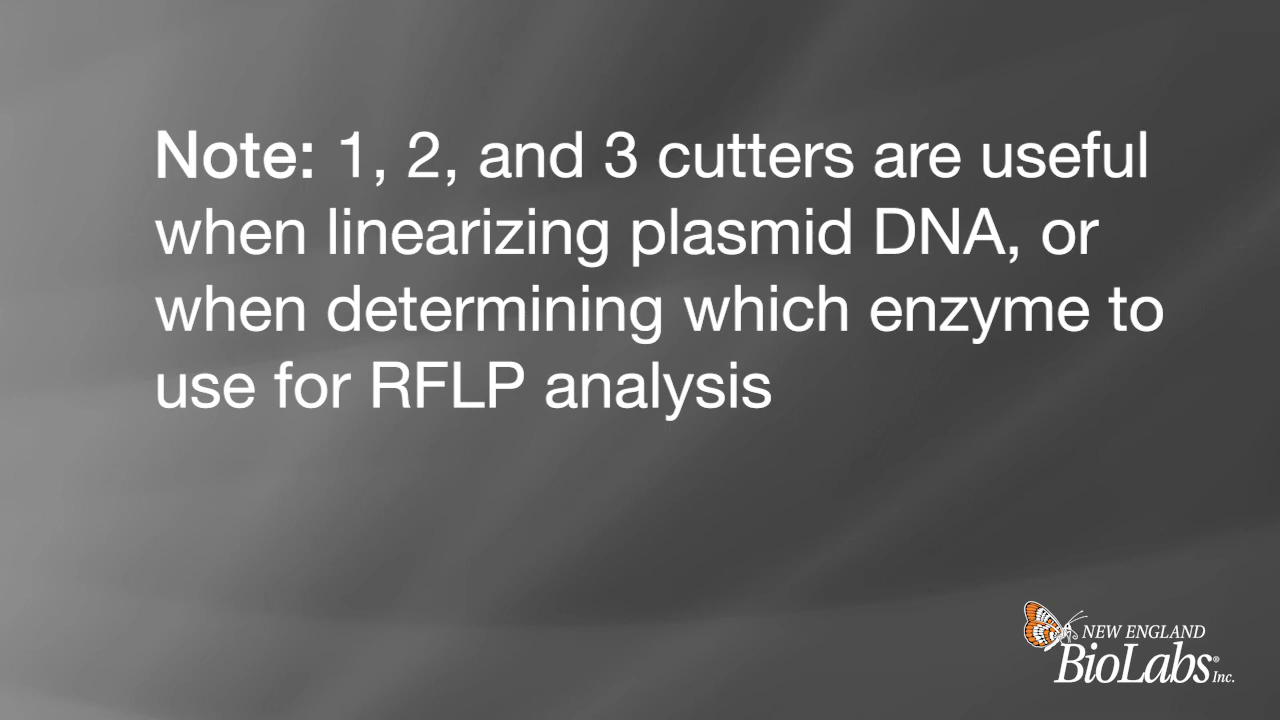 Note: 1, 2, and 3 cutters are useful
when linearizing plasmid DNA, or
when determining which enzyme to
use for RFLP analysis
NEW ENGLAND
BioLabs® Inc.